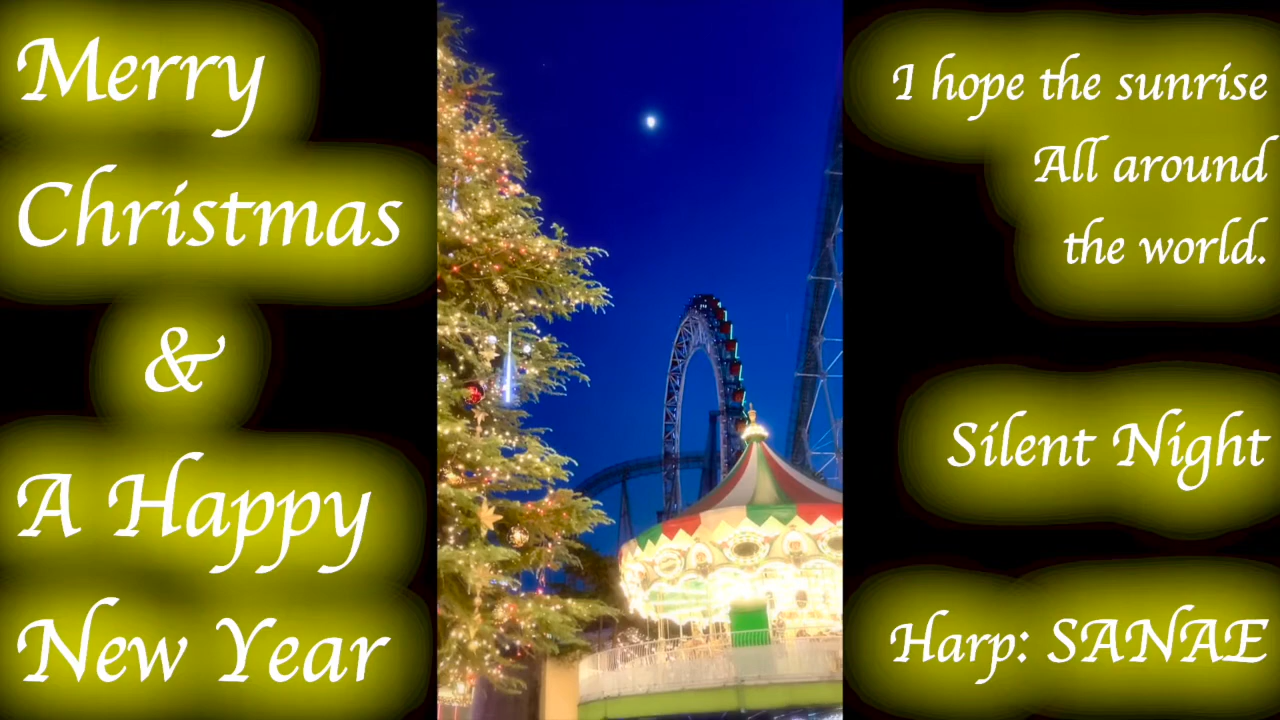 Merry
Christmas
&
A Happy
New Year
I hope the sunrise
All around
the world.
Silent Night
Harp: SANAE